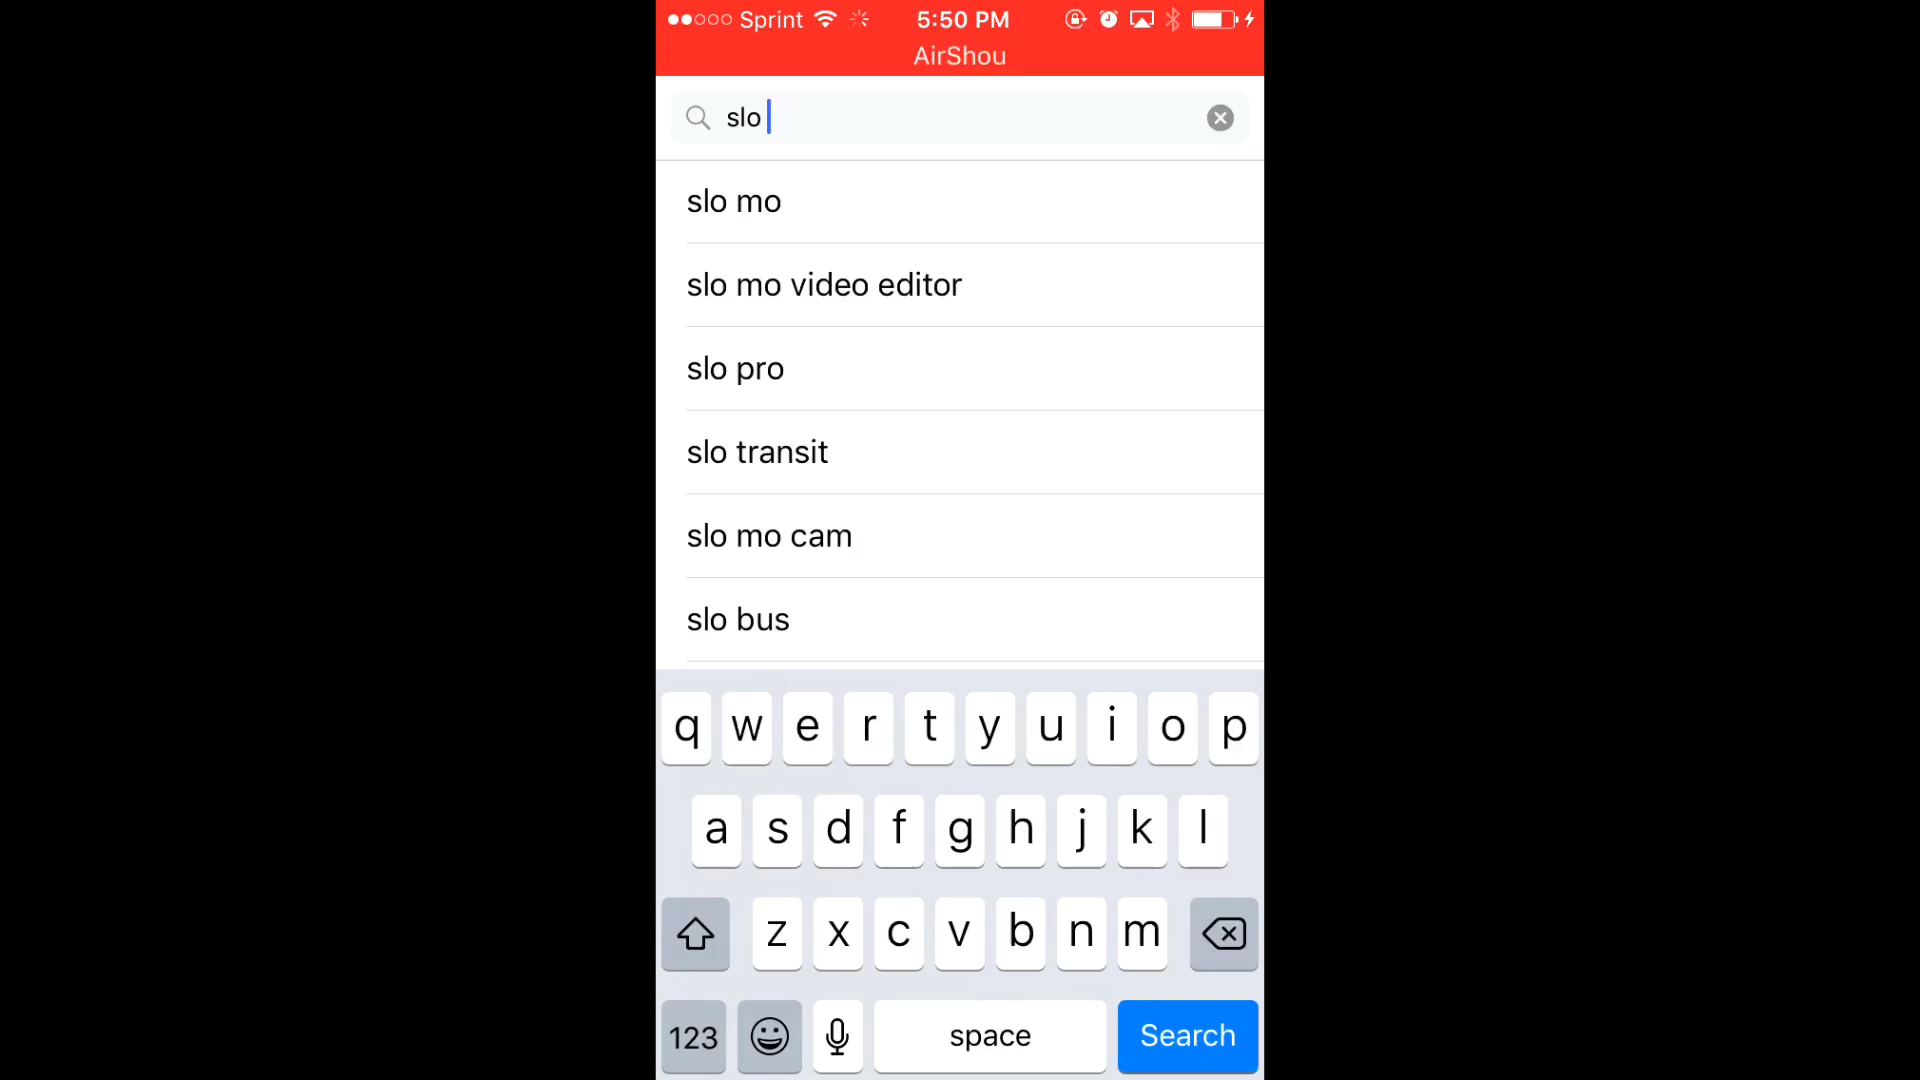 Sprint 5:50 PM
AirShou
slo
slo mo
slo mo video editor
slo pro
slo transit
slo mo cam
slo bus
q w e r t y u i o p
a s d f g h j k l
z x c v b n m
123 space Search